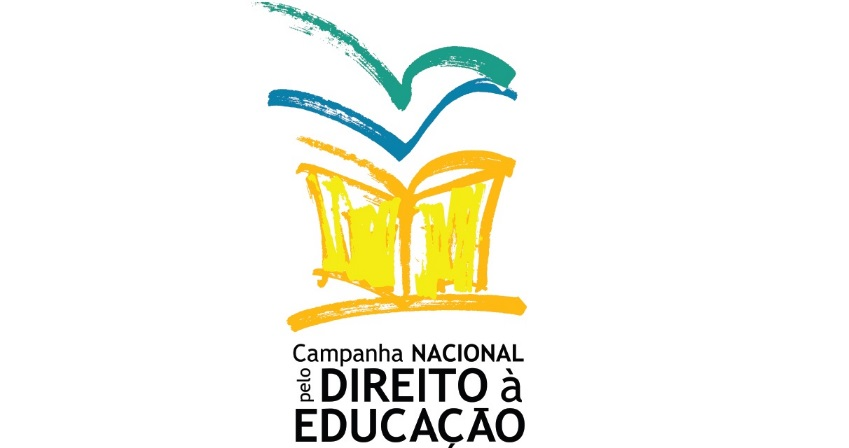 Campanha NACIONAL
pelo DIREITO à
EDUCAÇÃO